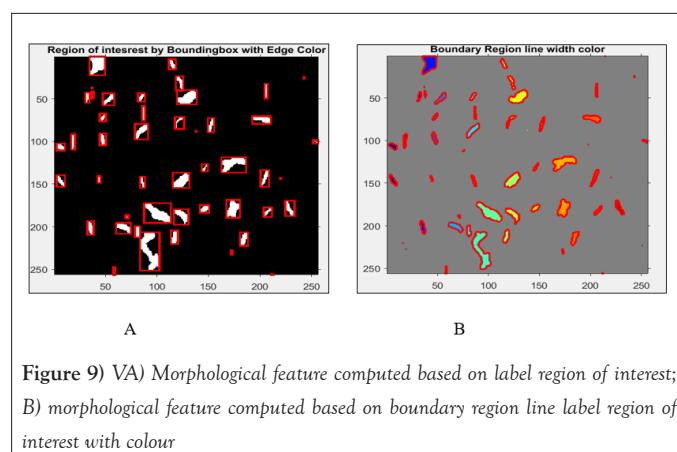 Region of intesrest by Boundingbox with Edge Color
50
100
150
200
250
50 100 150 200 250
A
Boundary Region line width color
50
100
150
200
250
50 100 150 200 250
B
Figure 9) VA) Morphological feature computed based on label region of interest;
B) morphological feature computed based on boundary region line label region of
interest with colour